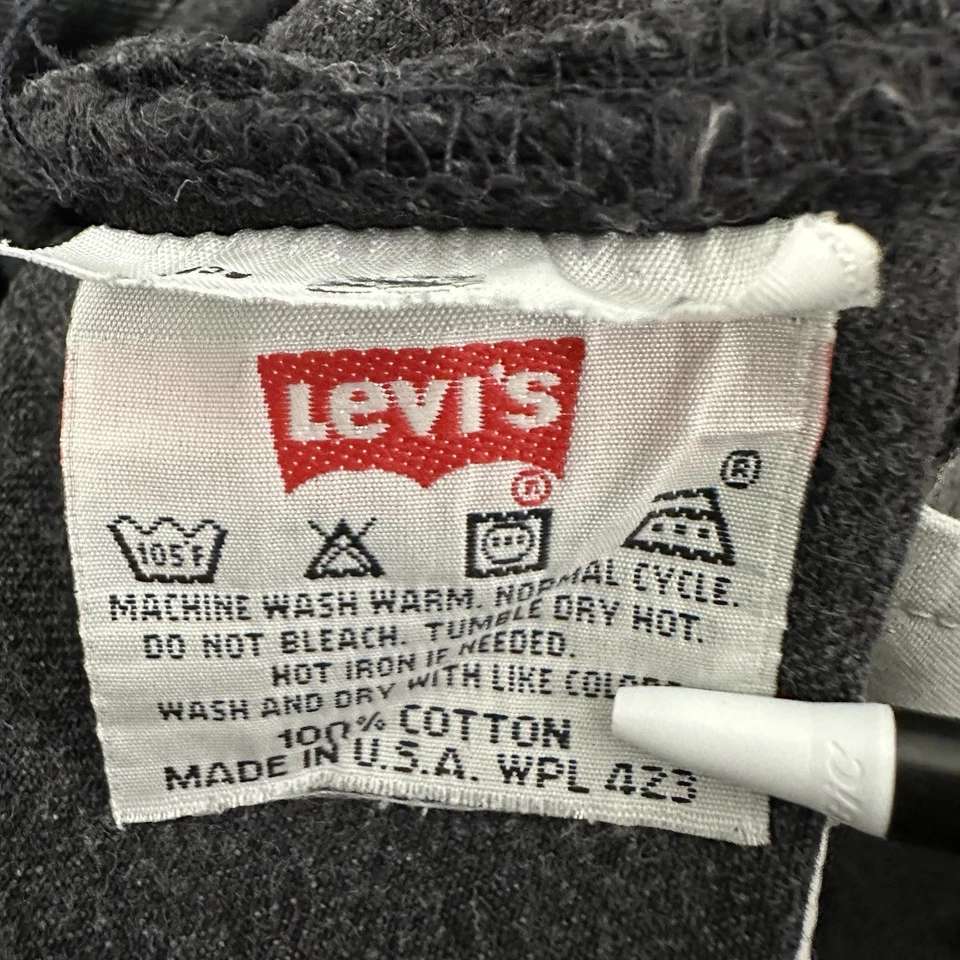 Levi's
®
®
105°F
MACHINE WASH WARM. NORMAL CYCLE.
DO NOT BLEACH. TUMBLE DRY HOT.
HOT IRON IF NEEDED.
WASH AND DRY WITH LIKE
100% COTTON
MADE IN U.S.A. WPL 423